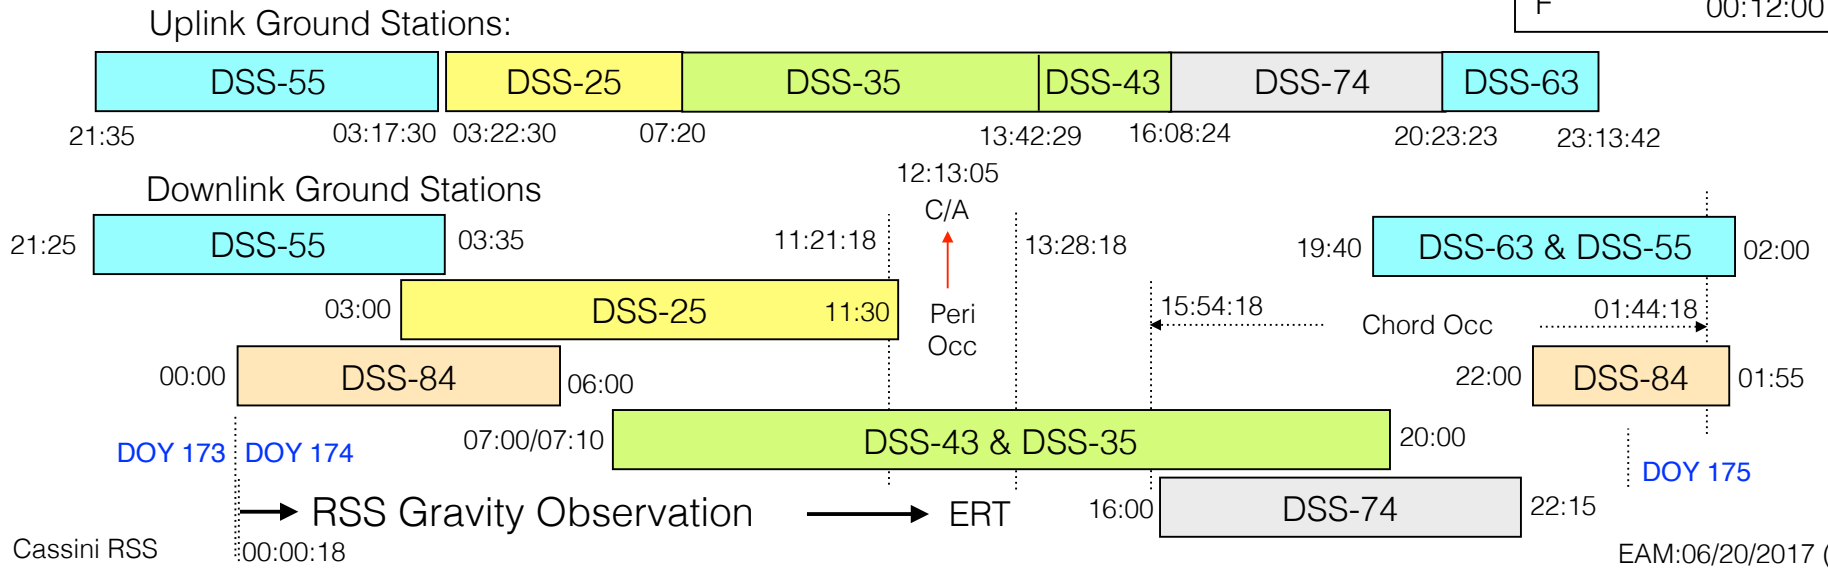 F 00:12:00
Uplink Ground Stations:
DSS-55 DSS-25 DSS-35 DSS-43 DSS-74 DSS-63
21:35 03:17:30 03:22:30 07:20 13:42:29 16:08:24 20:23:23 23:13:42
12:13:05
Downlink Ground Stations
C/A
21:25 DSS-55 03:35 11:21:18 13:28:18 19:40 DSS-63 & DSS-55 02:00
03:00 DSS-25 11:30 Peri 15:54:18 01:44:18
Occ Chord Occ
00:00 DSS-84 06:00 22:00 DSS-84 01:55
07:00/07:10 DSS-43 & DSS-35 20:00
DOY 173 DOY 174 DOY 175
RSS Gravity Observation ERT 16:00 DSS-74 22:15
Cassini RSS 00:00:18 EAM:06/20/2017 (